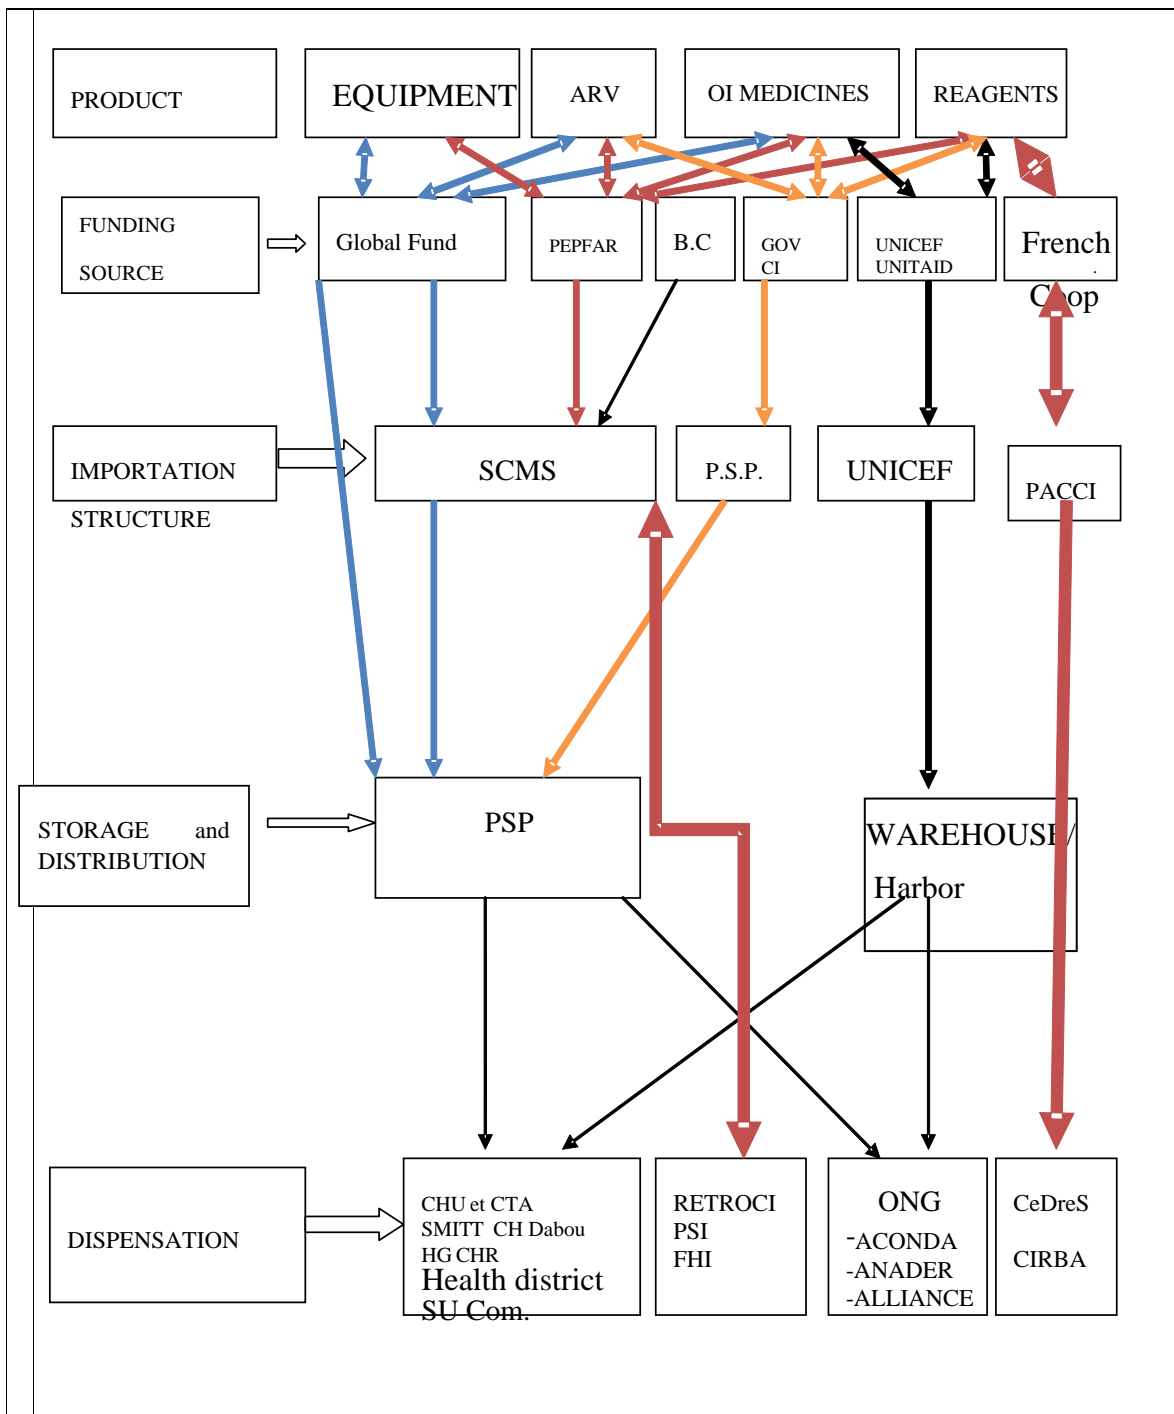 PRODUCT
EQUIPMENT
ARV
OI MEDICINES
REAGENTS
FUNDING
SOURCE
Global Fund
PEPFAR
B.C
GOV
CI
UNICEF
UNITAID
French
Coop
IMPORTATION
STRUCTURE
SCMS
P.S.P.
UNICEF
PACCI
STORAGE and
DISTRIBUTION
PSP
WAREHOUSE/
Harbor
DISPENSATION
CHU et CTA
SMITT CH Dabou
HG CHR
Health district
SU Com.
RETROCI
PSI
FHI
ONG
-ACONDA
-ANADER
-ALLIANCE
CeDreS
CIRBA